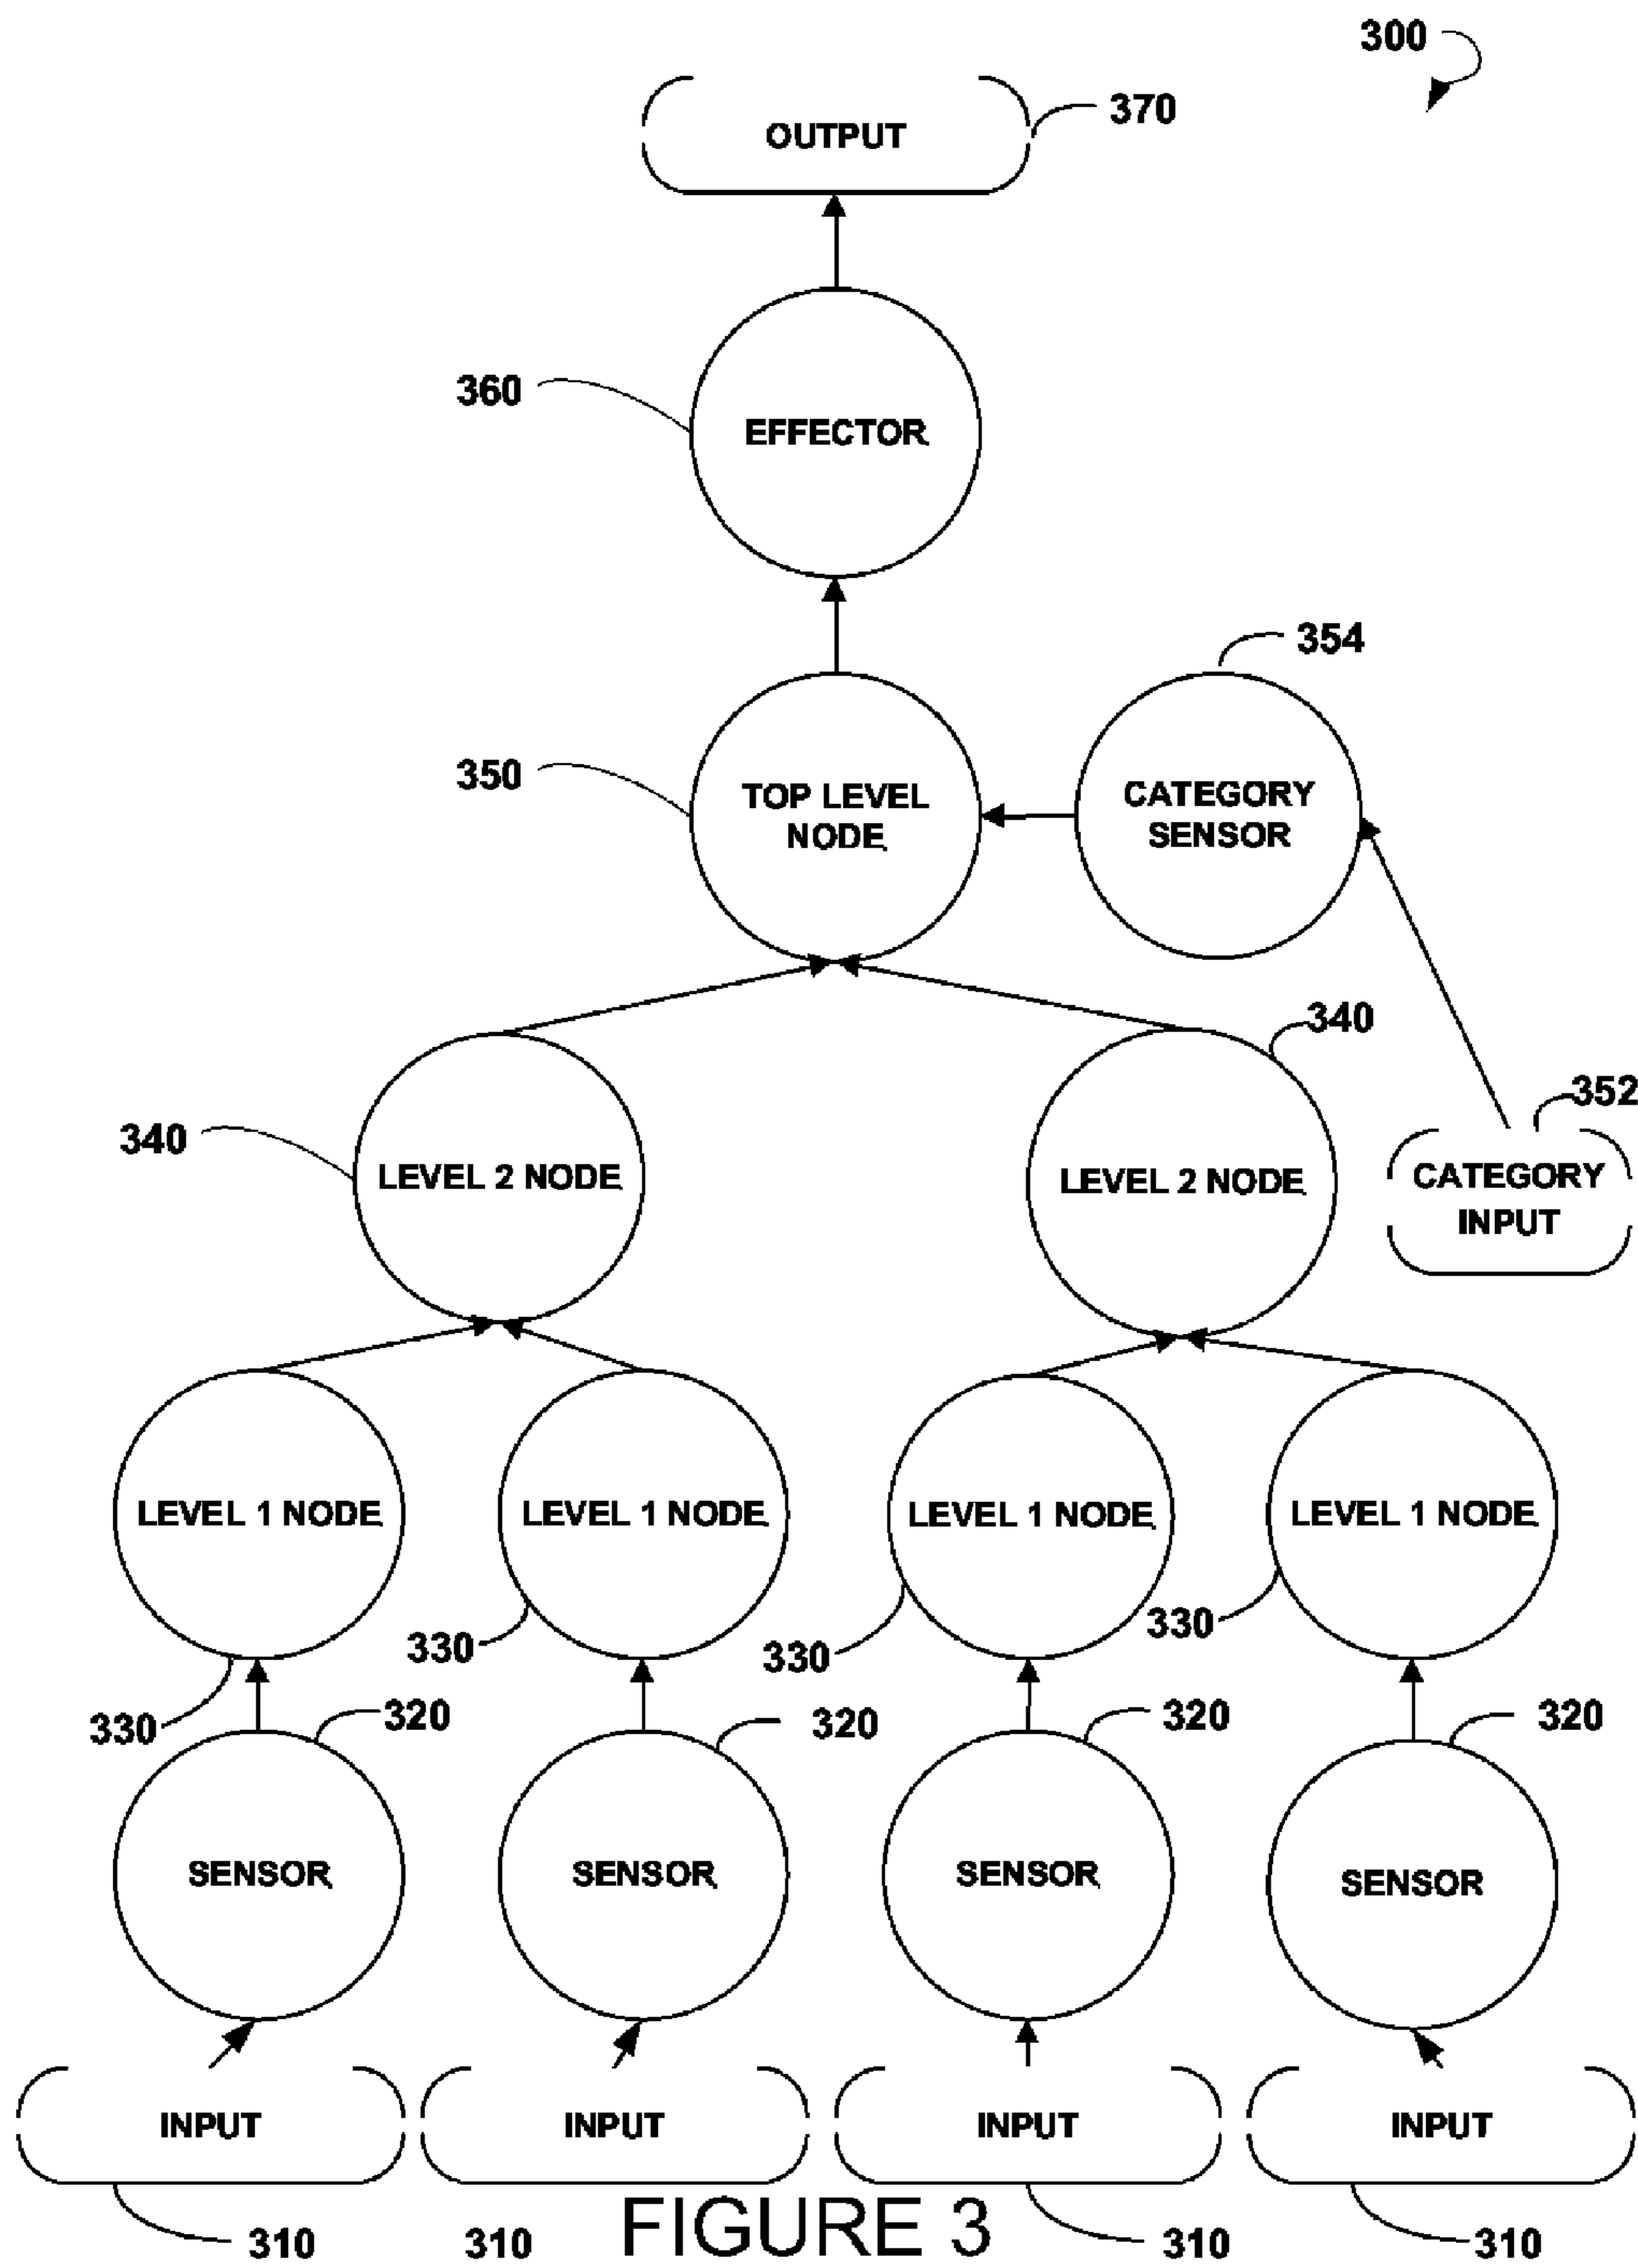 300
370
OUTPUT
360
EFFECTOR
354
350
TOP LEVEL
NODE
CATEGORY
SENSOR
340
352
340
LEVEL 2 NODE
LEVEL 2 NODE
CATEGORY
INPUT
LEVEL 1 NODE
LEVEL 1 NODE
LEVEL 1 NODE
LEVEL 1 NODE
330
330
330
330
320
320
320
320
SENSOR
SENSOR
SENSOR
SENSOR
INPUT
INPUT
INPUT
INPUT
310
310
FIGURE 3
310
310